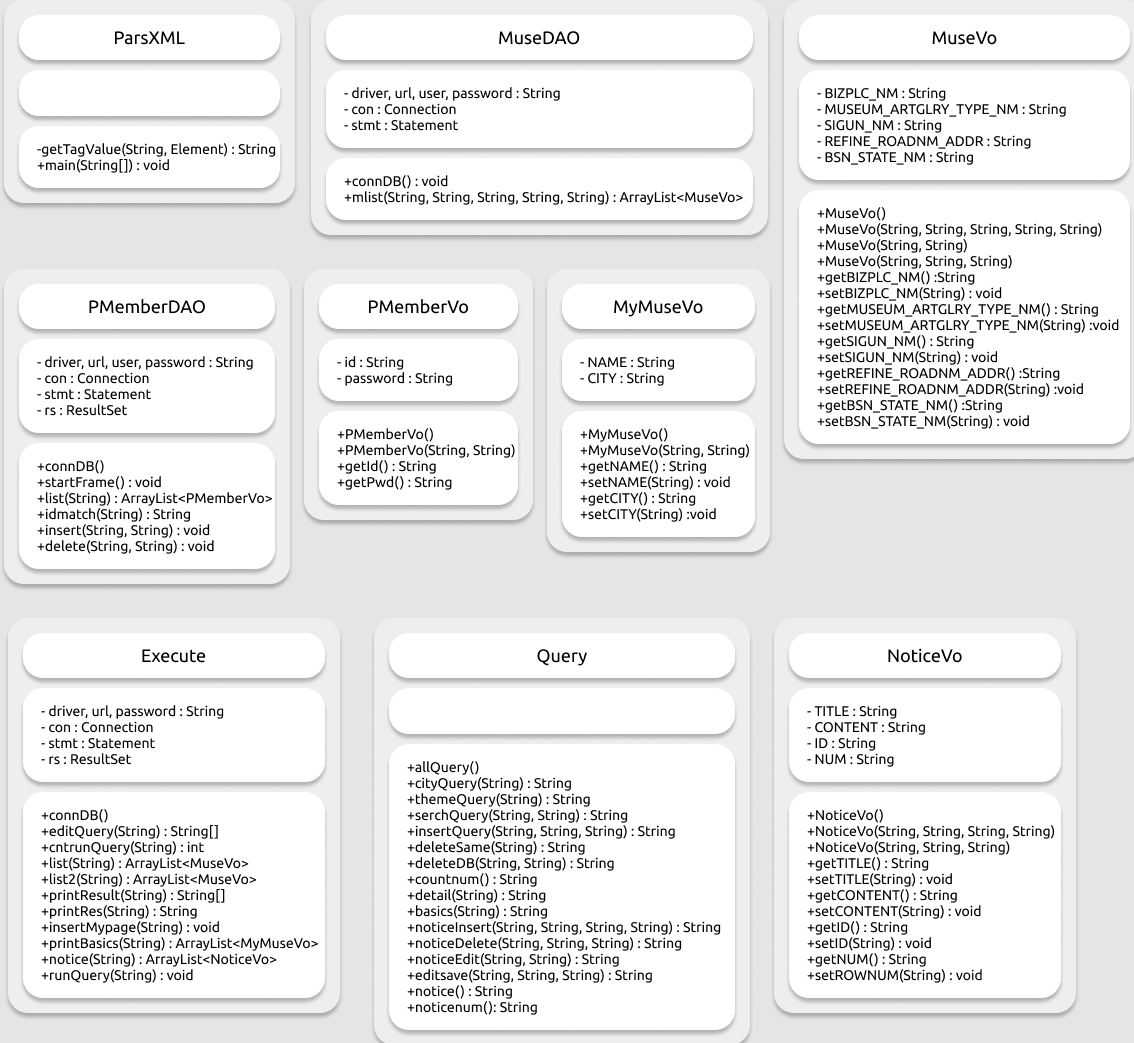 ParsXML
-getTagValue(String, Element) : String
+main(String[]) : void
MuseDAO
- driver, url, user, password : String
- con : Connection
- stmt : Statement
+connDB() : void
+mlist(String, String, String, String, String) : ArrayList<MuseVo>
MuseVo
- BIZPLC_NM : String
- MUSEUM_ARTGLRY_TYPE_NM : String
- SIGUN_NM : String
- REFINE_ROADNM_ADDR : String
- BSN_STATE_NM : String
+MuseVo()
+MuseVo(String, String, String, String, String)
+MuseVo(String, String)
+MuseVo(String, String, String)
+getBIZPLC_NM() :String
+setBIZPLC_NM(String) : void
+getMUSEUM_ARTGLRY_TYPE_NM() : String
+setMUSEUM_ARTGLRY_TYPE_NM(String) :void
+getSIGUN_NM() : String
+setSIGUN_NM(String) : void
+getREFINE_ROADNM_ADDR() :String
+setREFINE_ROADNM_ADDR(String) :void
+getBSN_STATE_NM() :String
+setBSN_STATE_NM(String) : void
PMemberDAO
- driver, url, user, password : String
- con : Connection
- stmt : Statement
- rs : ResultSet
+connDB()
+startFrame() : void
+list(String) : ArrayList<PMemberVo>
+idmatch(String) : String
+insert(String, String) : void
+delete(String, String) : void
PMemberVo
- id : String
- password : String
+PMemberVo()
+PMemberVo(String, String)
+getId() : String
+getPwd() : String
MyMuseVo
- NAME : String
- CITY : String
+MyMuseVo()
+MyMuseVo(String, String)
+getNAME() : String
+setNAME(String) : void
+getCITY() : String
+setCITY(String) :void
Execute
- driver, url, password : String
- con : Connection
- stmt : Statement
- rs : ResultSet
+connDB()
+editQuery(String) : String[]
+cntrunQuery(String) : int
+list(String) : ArrayList<MuseVo>
+list2(String) : ArrayList<MuseVo>
+printResult(String) : String[]
+printRes(String) : String
+insertMypage(String) : void
+printBasics(String) : ArrayList<MyMuseVo>
+notice(String) : ArrayList<NoticeVo>
+runQuery(String) : void
Query
+allQuery()
+cityQuery(String) : String
+themeQuery(String) : String
+serchQuery(String, String) : String
+insertQuery(String, String, String) : String
+deleteSame(String) : String
+deleteDB(String, String) : String
+countnum() : String
+detail(String) : String
+basics(String) : String
+noticeInsert(String, String, String, String) : String
+noticeDelete(String, String, String) : String
+noticeEdit(String, String) : String
+editsave(String, String, String) : String
+notice() : String
+noticenum(): String
NoticeVo
- TITLE : String
- CONTENT : String
- ID : String
- NUM : String
+NoticeVo()
+NoticeVo(String, String, String, String)
+NoticeVo(String, String, String)
+getTITLE() : String
+setTITLE(String) : void
+getCONTENT() : String
+setCONTENT(String) : void
+getID() : String
+setID(String) : void
+getNUM() : String
+setROWNUM(String) : void